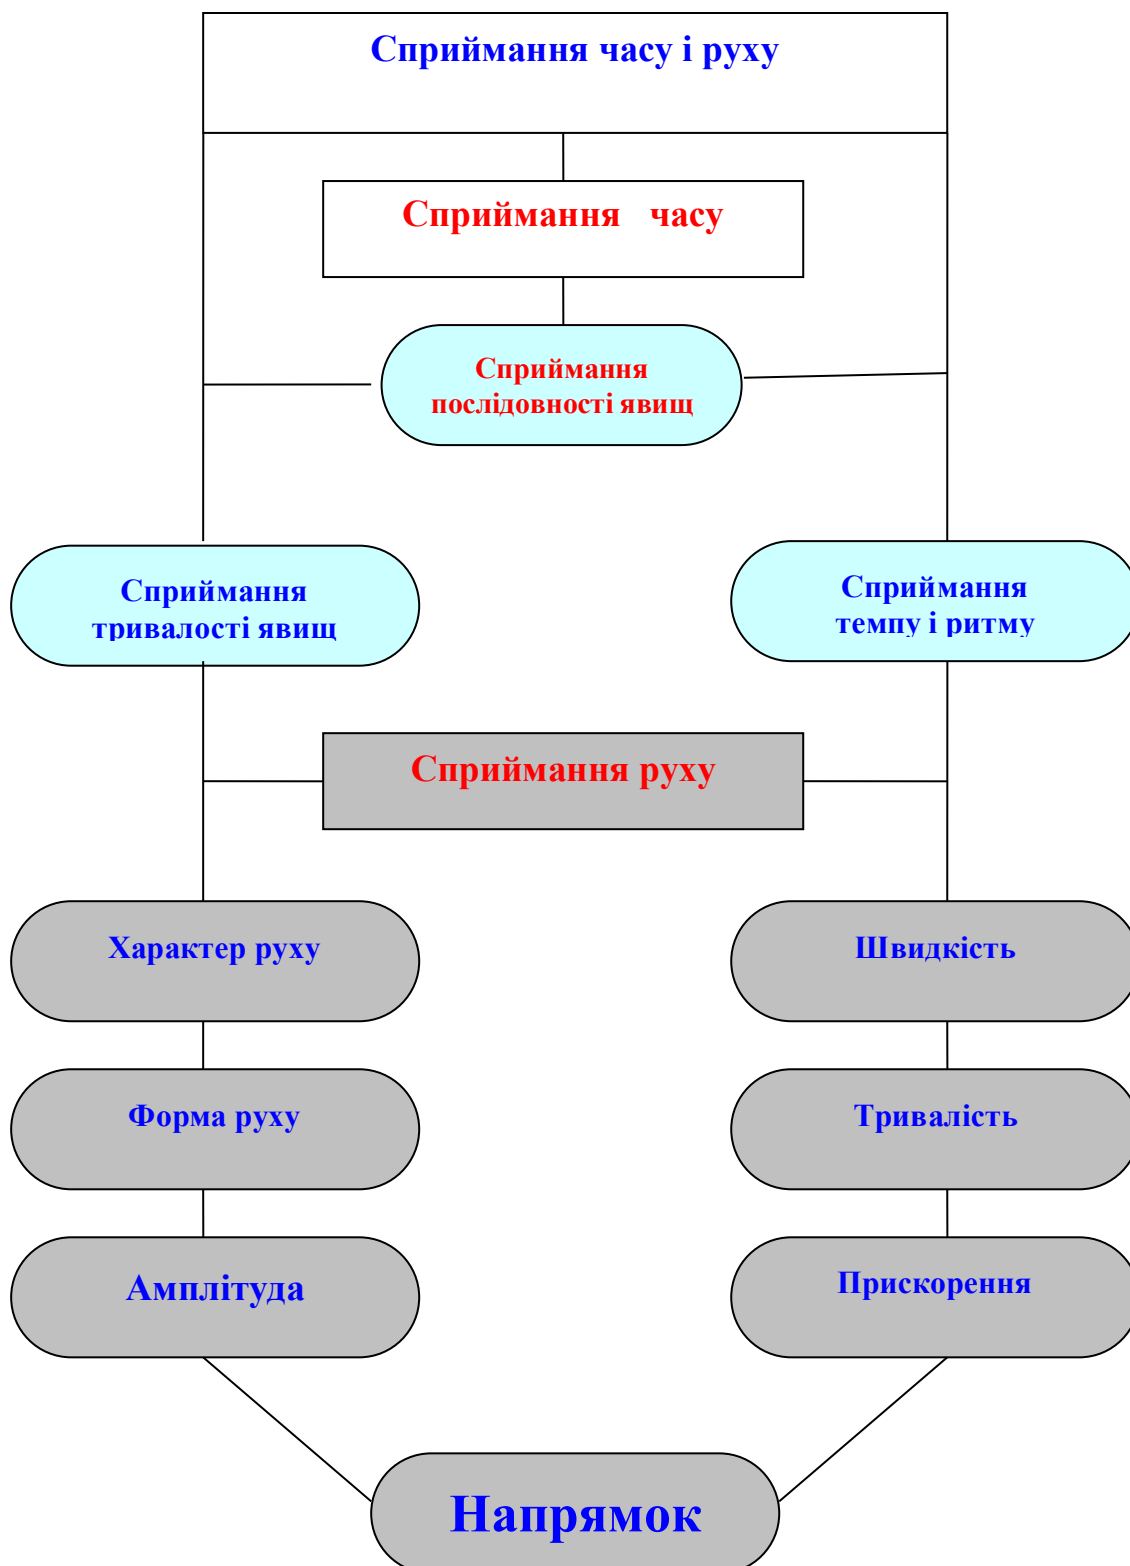 Сприймання часу і руху
Сприймання часу
Сприймання
послідовності явищ
Сприймання
тривалості явищ
Сприймання
темпу і ритму
Сприймання руху
Характер руху
Швидкість
Форма руху
Тривалість
Амплітуда
Прискорення
Напрямок